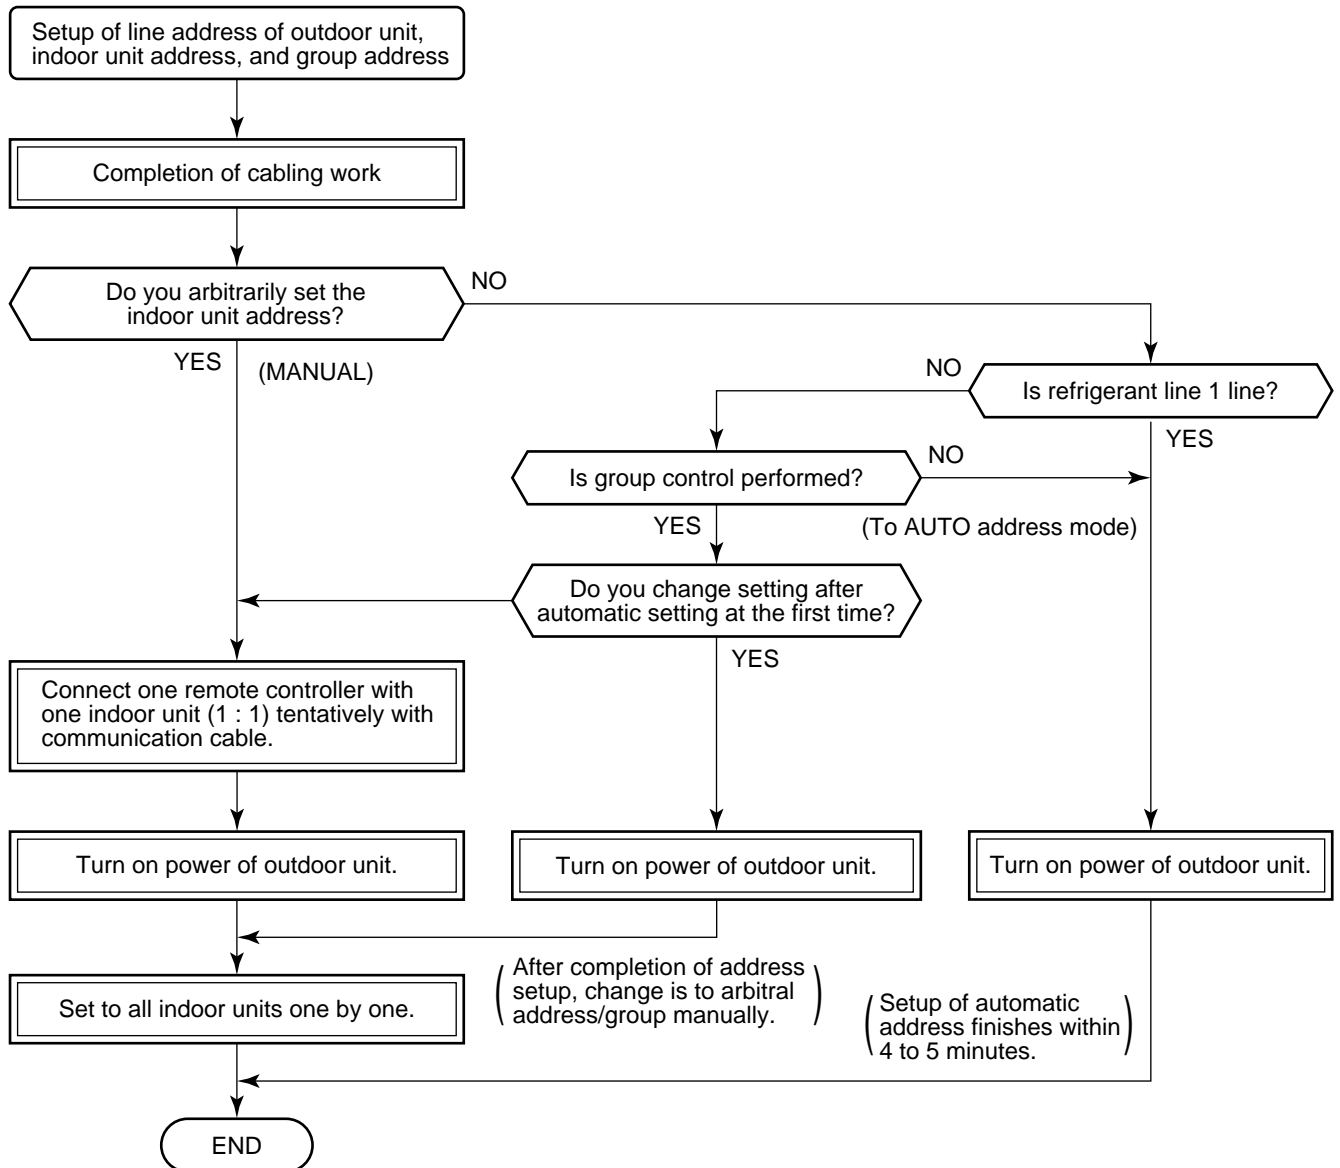 Setup of line address of outdoor unit,
indoor unit address, and group address
Completion of cabling work
Do you arbitrarily set the
indoor unit address?
NO
YES
(MANUAL)
NO
Is refrigerant line 1 line?
YES
Is group control performed?
NO
YES
(To AUTO address mode)
Do you change setting after
automatic setting at the first time?
YES
Connect one remote controller with
one indoor unit (1 : 1) tentatively with
communication cable.
Turn on power of outdoor unit.
Turn on power of outdoor unit.
Turn on power of outdoor unit.
(After completion of address
setup, change is to arbitral
address/group manually.)
Set to all indoor units one by one.
(Setup of automatic
address finishes within
4 to 5 minutes.)
END